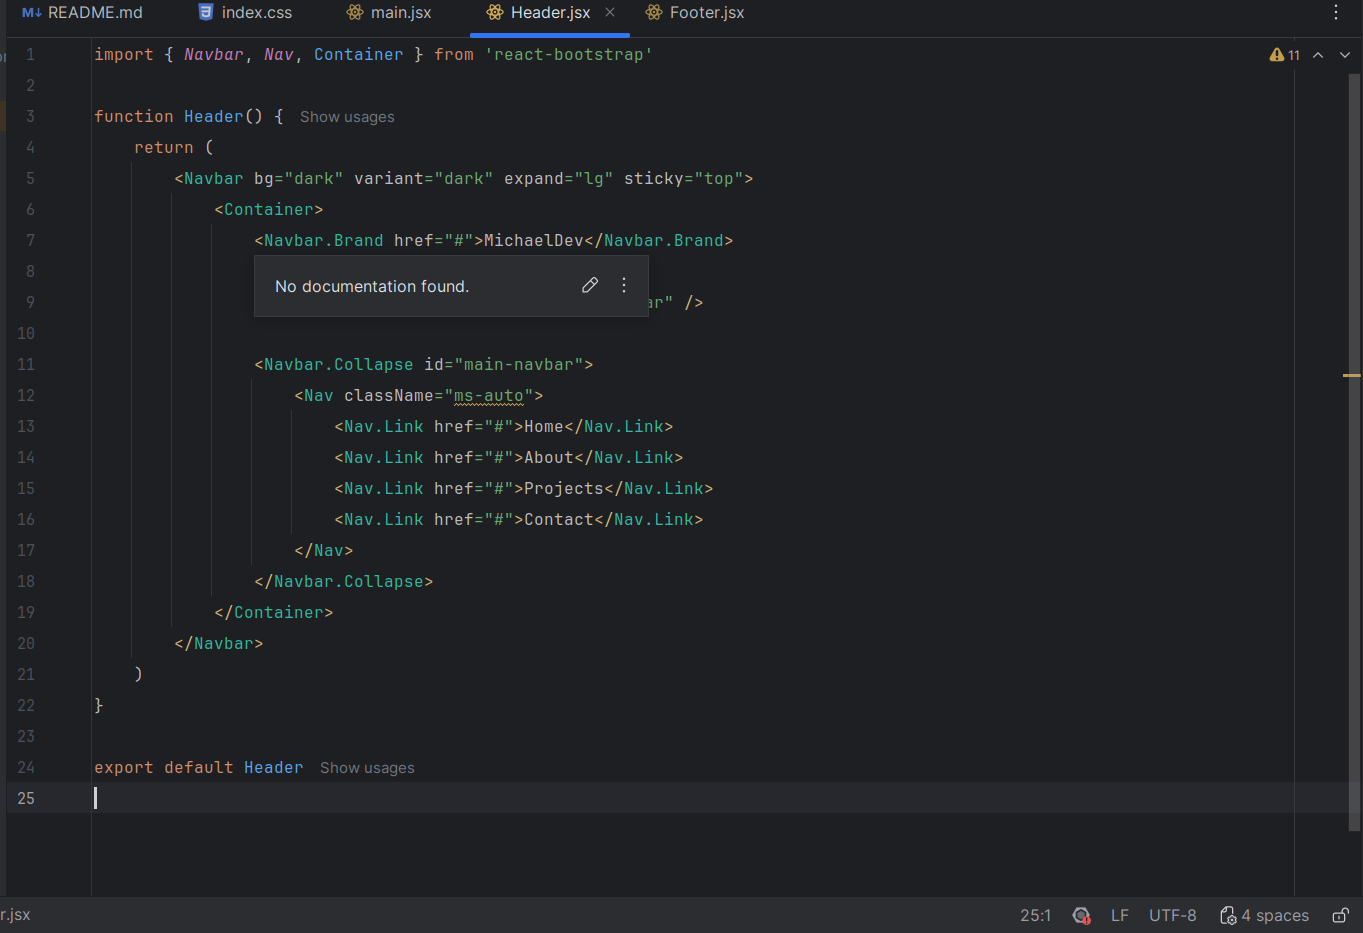 M↓ README.md index.css main.jsx Header.jsx Footer.jsx
1 import { Navbar, Nav, Container } from 'react-bootstrap' 11
2
3 function Header() { Show usages
4 return (
5 <Navbar bg="dark" variant="dark" expand="lg" sticky="top">
6 <Container>
7 <Navbar.Brand href="#">MichaelDev</Navbar.Brand>
8 No documentation found.
9 ar" />
10
11 <Navbar.Collapse id="main-navbar">
12 <Nav className="ms-auto">
13 <Nav.Link href="#">Home</Nav.Link>
14 <Nav.Link href="#">About</Nav.Link>
15 <Nav.Link href="#">Projects</Nav.Link>
16 <Nav.Link href="#">Contact</Nav.Link>
17 </Nav>
18 </Navbar.Collapse>
19 </Container>
20 </Navbar>
21 )
22 }
23
24 export default Header Show usages
25
r.jsx 25:1 LF UTF-8 4 spaces